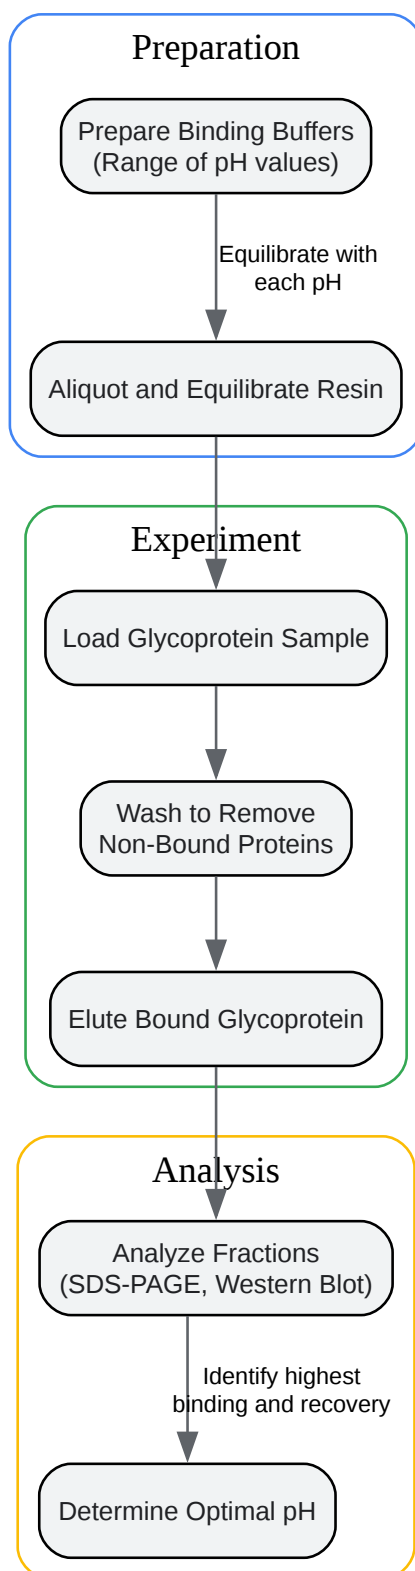 Preparation
Prepare Binding Buffers
(Range of pH values)
Equilibrate with
each pH
Aliquot and Equilibrate Resin
Experiment
Load Glycoprotein Sample
Wash to Remove
Non-Bound Proteins
Elute Bound Glycoprotein
Analysis
Analyze Fractions
(SDS-PAGE, Western Blot)
Identify highest
binding and recovery
Determine Optimal pH